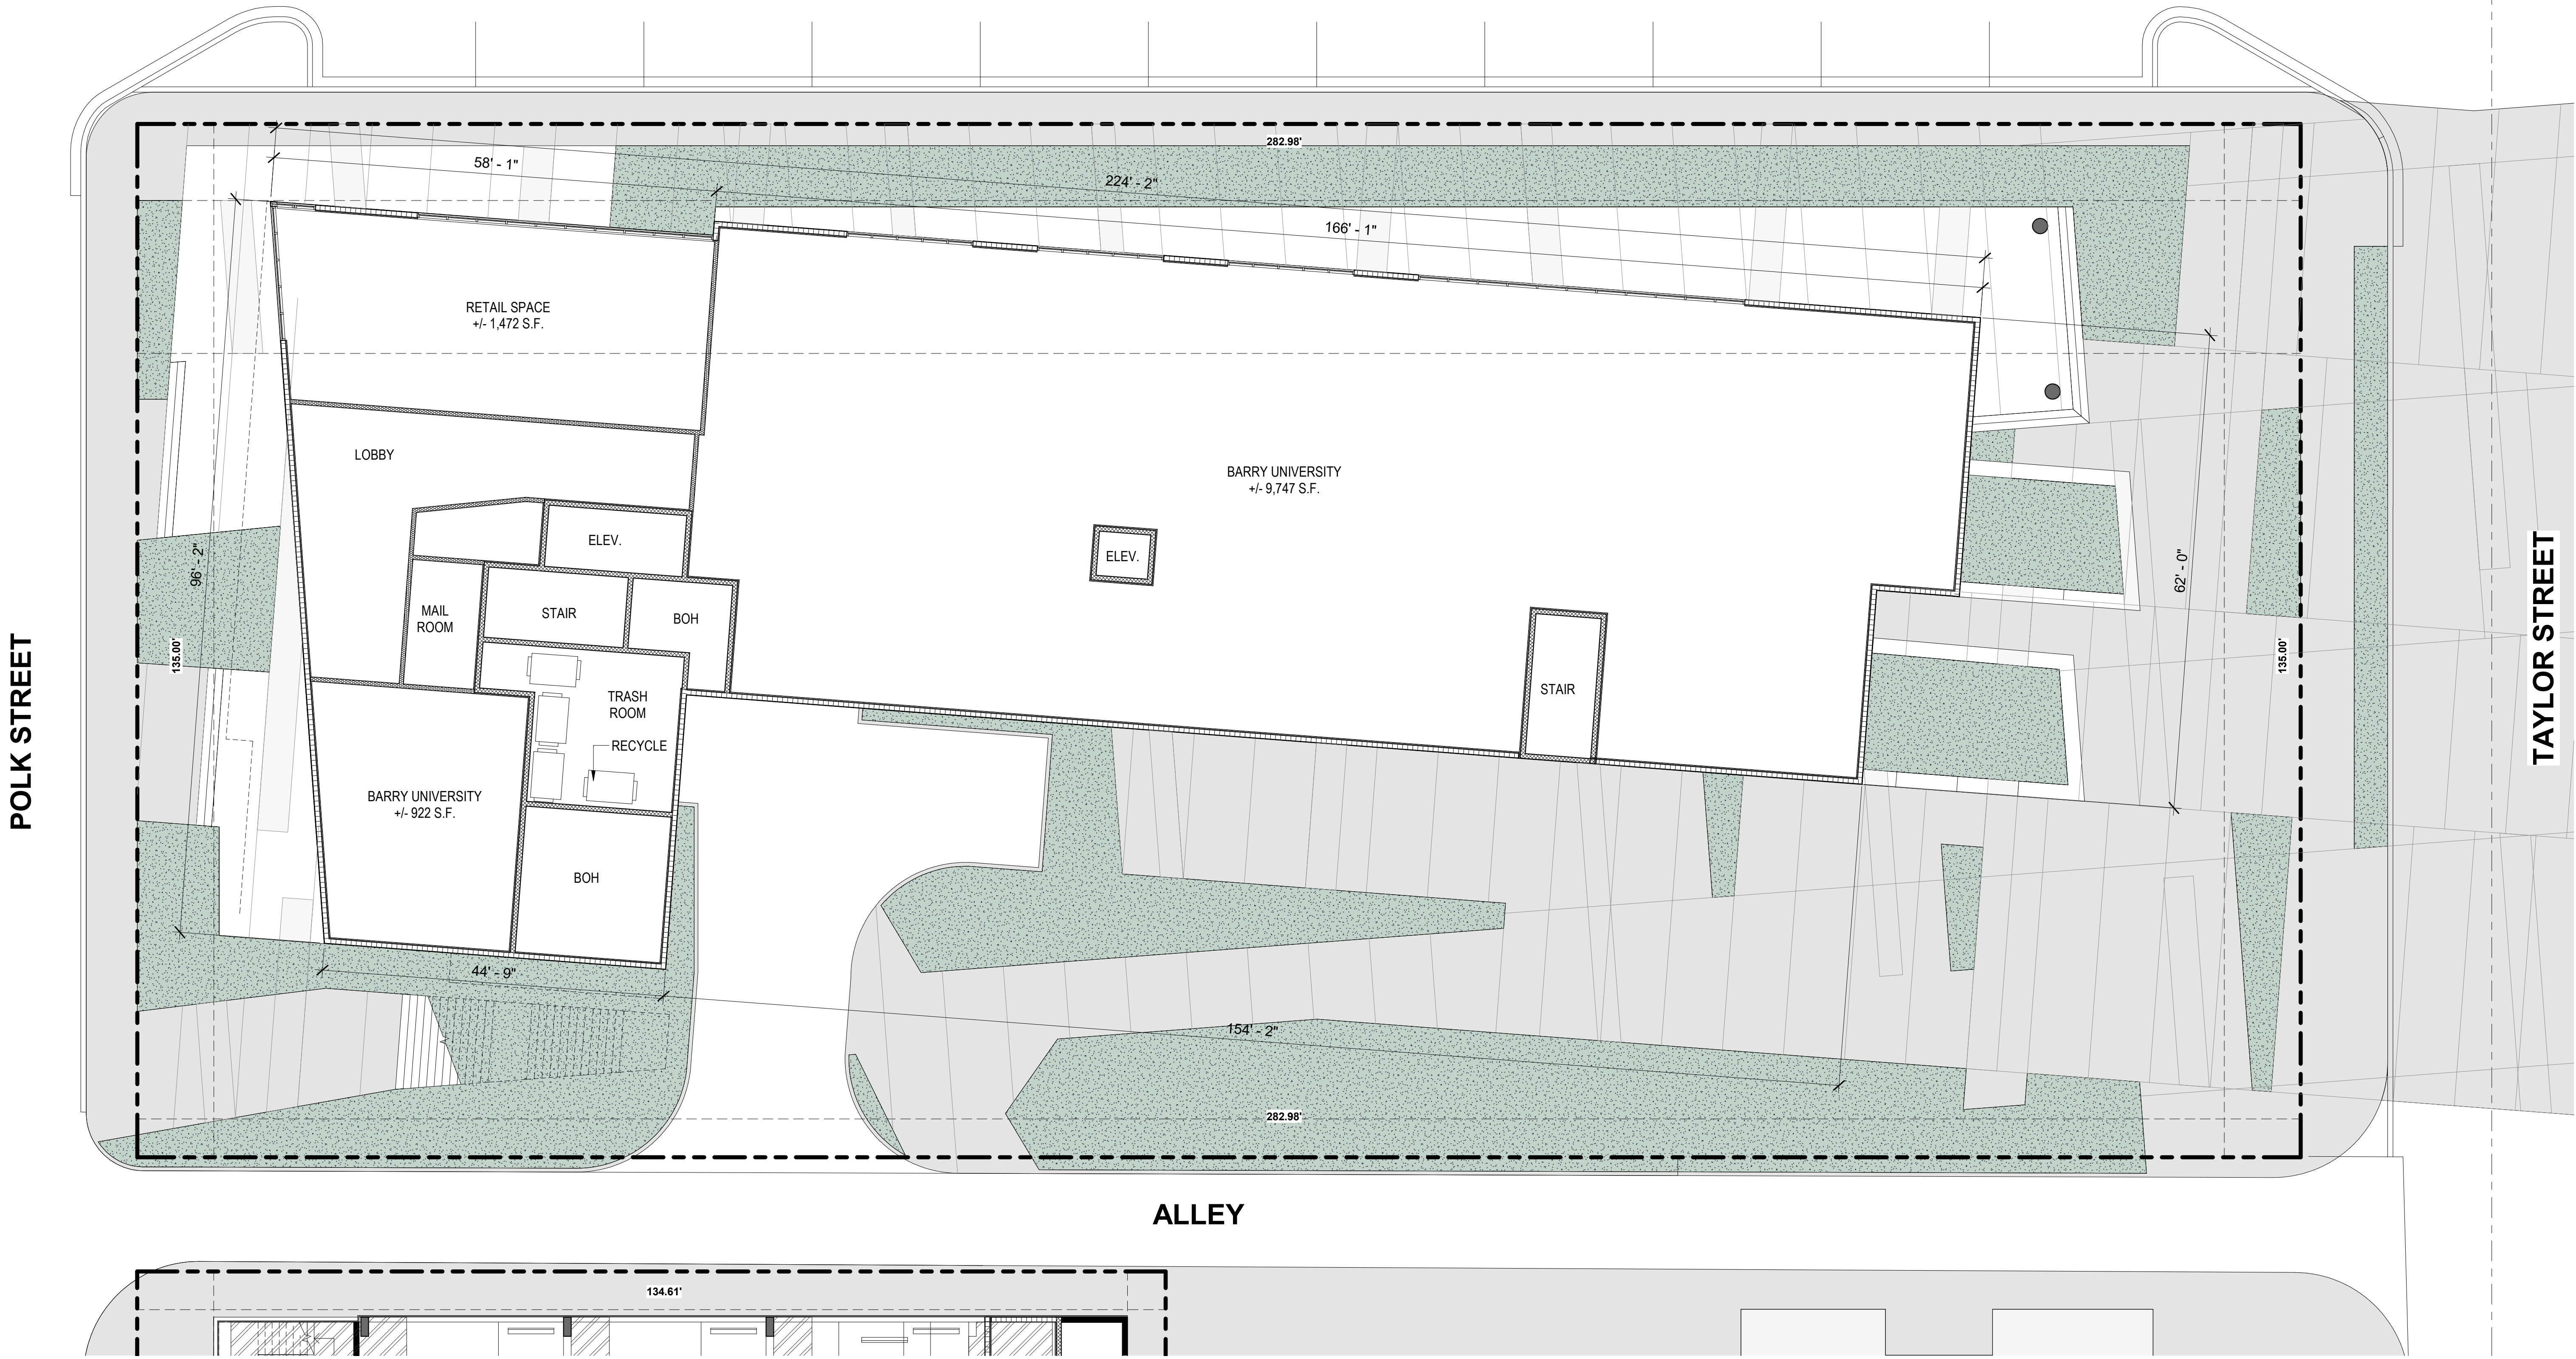 282.98'
58' - 1"
224' - 2"
166' - 1"
RETAIL SPACE
+/- 1,472 S.F.
LOBBY
BARRY UNIVERSITY
+/- 9,747 S.F.
ELEV.
ELEV.
96' - 2"
62' - 0"
MAIL
ROOM
STAIR
BOH
135.00'
135.00'
POLK STREET
TAYLOR STREET
TRASH
ROOM
STAIR
RECYCLE
BARRY UNIVERSITY
+/- 922 S.F.
BOH
44' - 9"
154' - 2"
282.98'
ALLEY
134.61'